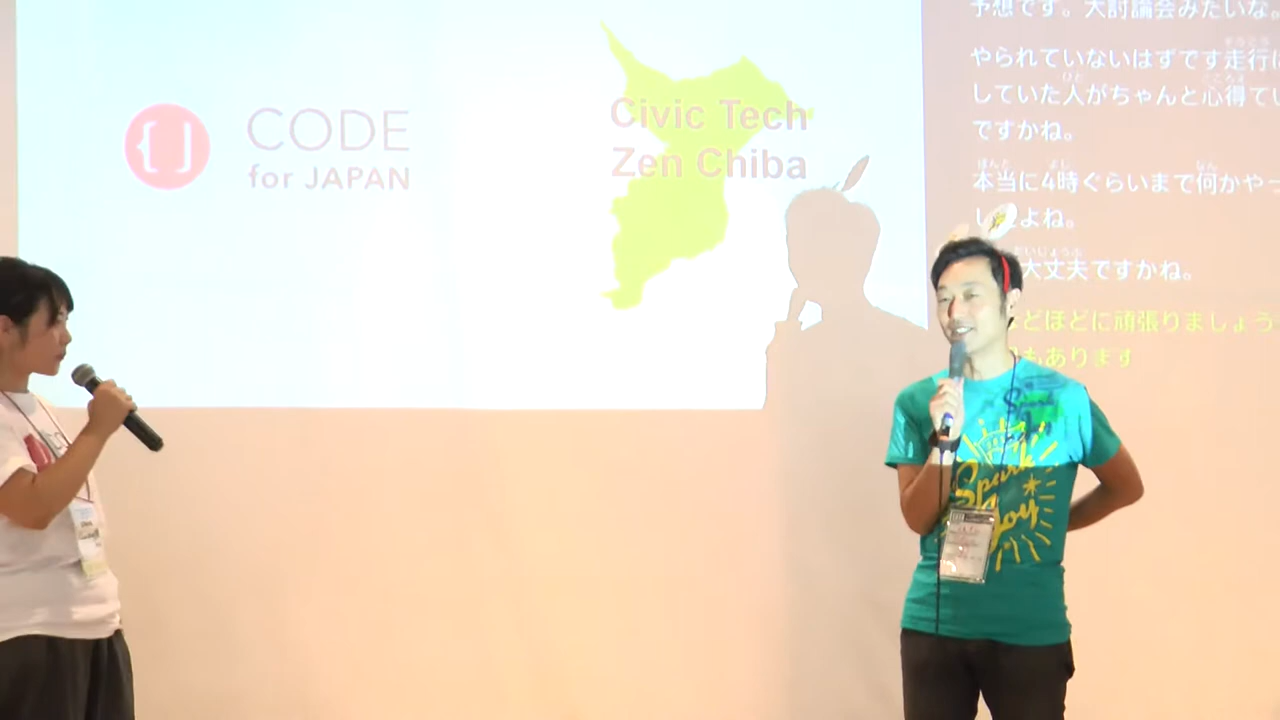 CODE
for JAPAN
Civic Tech
Zen Chiba
予想です。大討論会みたいな。
やられていないはずです走行
していた人がちゃんと心得てい
ですかね。
本当に4時ぐらいまで何かやっ
よね。
大丈夫ですかね。
どほどに頑張りましょう
もあります
Spark
Joy